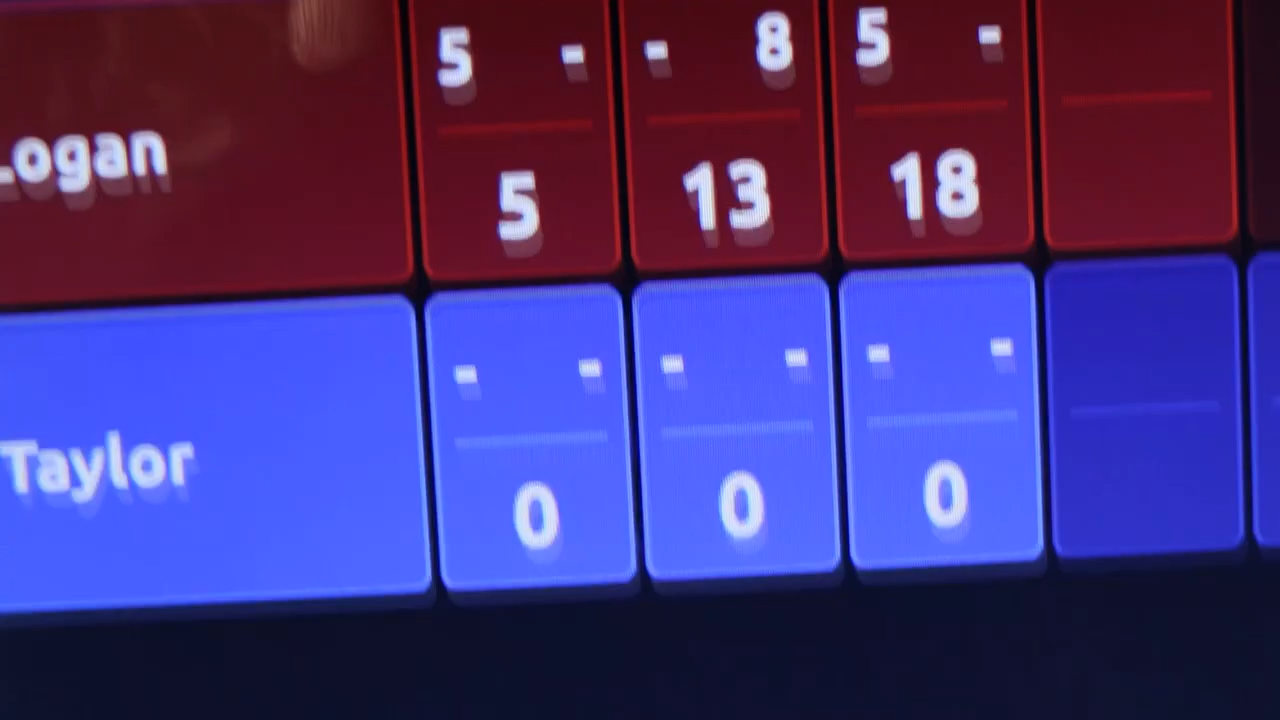 5 - - 8 5 -
Logan 5 13 18
- - - - - -
Taylor 0 0 0